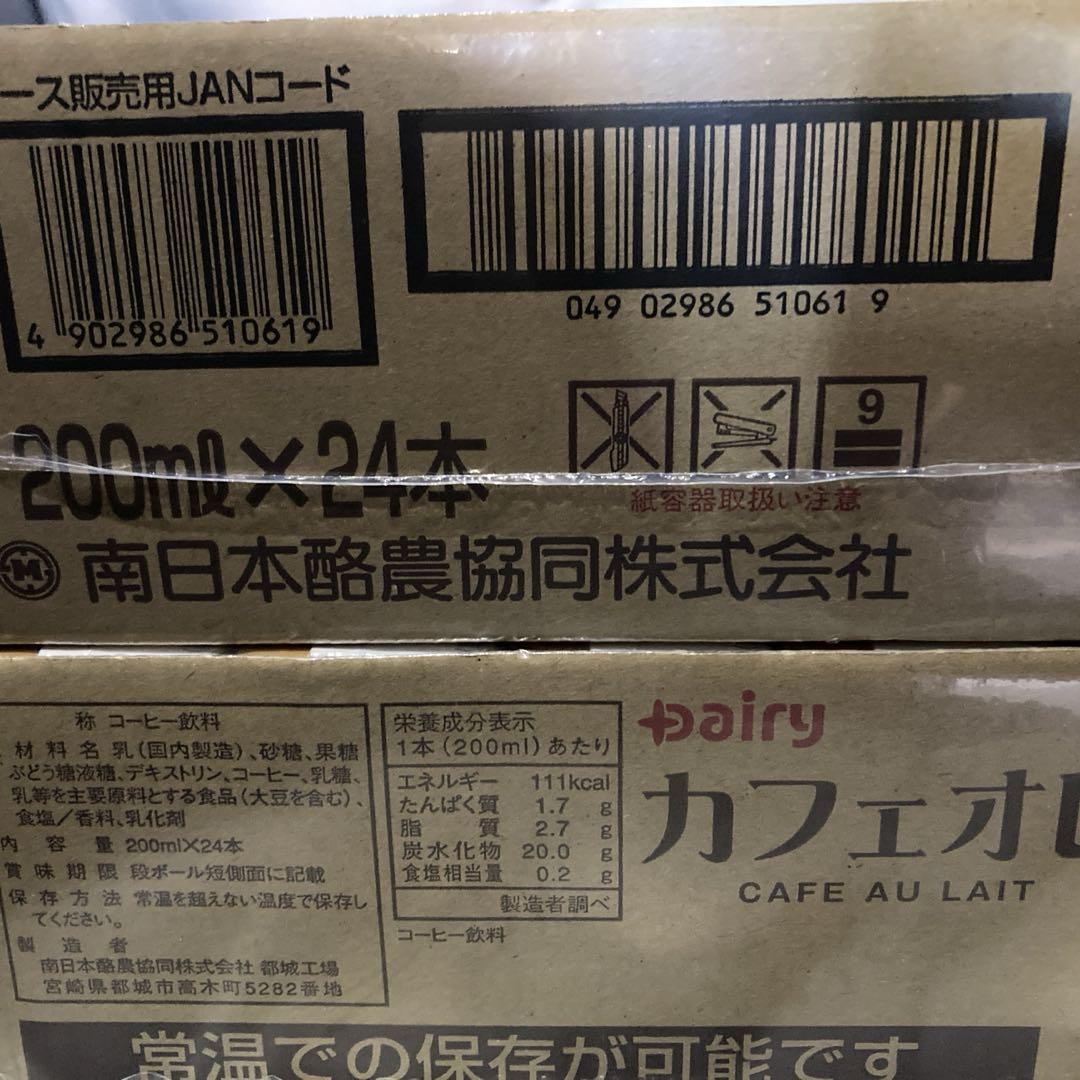 ース販売用JANコード
4 902986 510619
049 02986 51061 9
9
200ml×24本
紙容器取扱い注意
M 南日本酪農協同株式会社
称 コーヒー飲料
材料名 乳(国内製造)、砂糖、果糖
ぶどう糖液糖、デキストリン、コーヒー、乳糖、
乳等を主要原料とする食品(大豆を含む)、
食塩/香料、乳化剤
内容量 200ml×24本
賞味期限 段ボール短側面に記載
保存方法 常温を超えない温度で保存し
てください。
製造者
南日本酪農協同株式会社 都城工場
宮崎県都城市高木町5282番地
栄養成分表示
1本(200ml)あたり
エネルギー 111kcal
たんぱく質 1.7 g
脂質 2.7 g
炭水化物 20.0 g
食塩相当量 0.2 g
製造者調べ
コーヒー飲料
Dairy
カフェオレ
CAFE AU LAIT
常温での保存が可能です